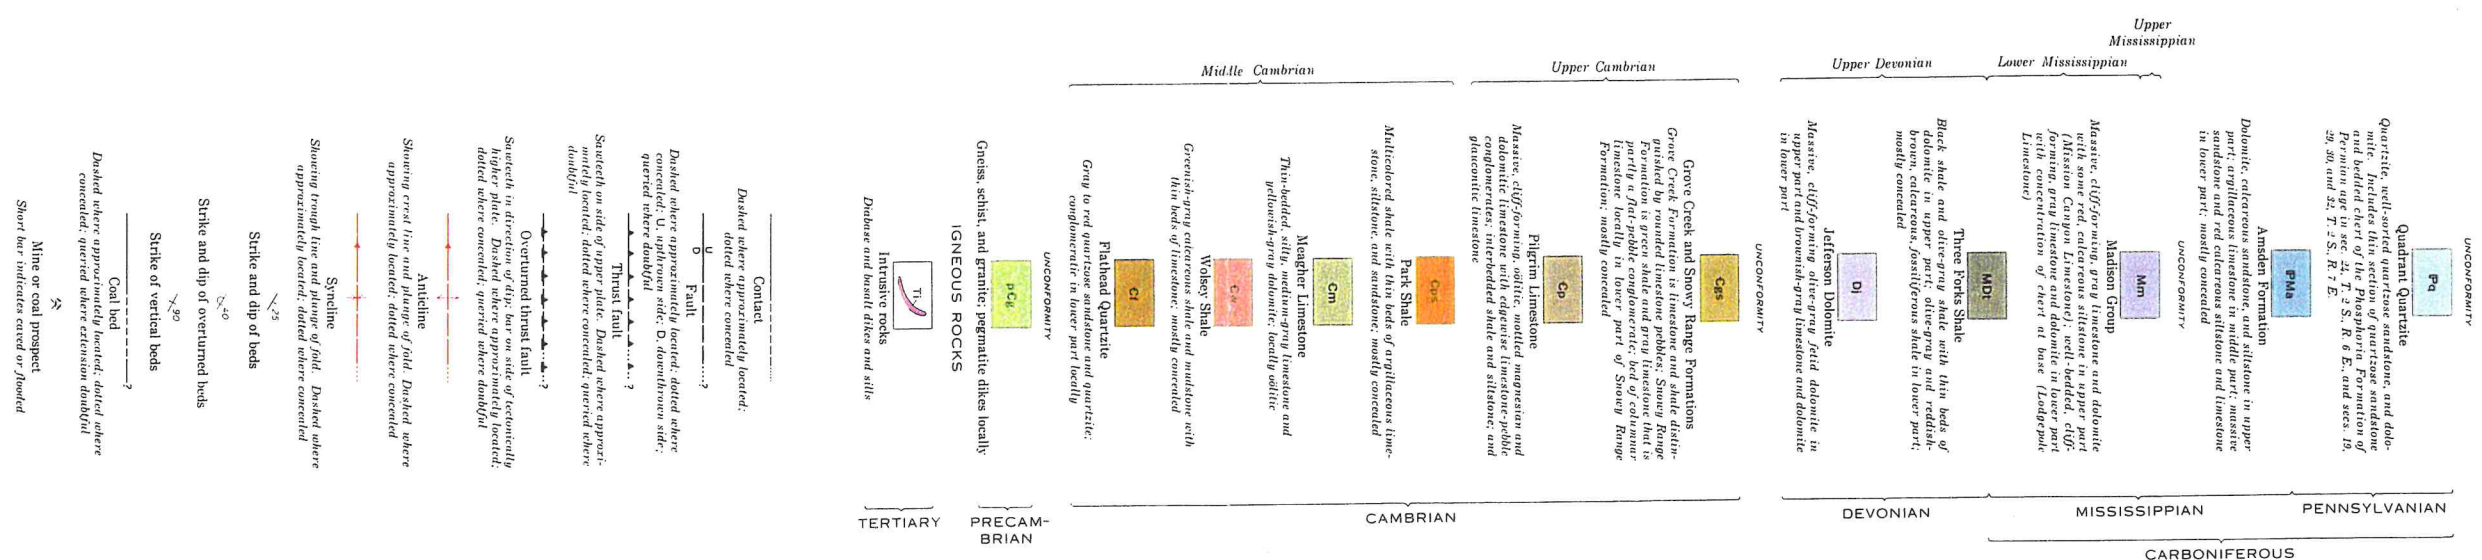 UNCONFORMITY
ℙq
Quadrant Quartzite
Quartzite, well-sorted quartzose sandstone, and dolo-
mite. Includes thin section of quartzose sandstone
and bedded chert of the Phosphoria Formation of
Permian age in sec. 24, T. 2 S., R. 6 E., and secs. 19,
29, 30, and 32, T. 2 S., R. 7 E.
ℙMa
Amsden Formation
Dolomite, calcareous sandstone, and siltstone in upper
part; argillaceous limestone in middle part; massive
sandstone and red calcareous siltstone and limestone
in lower part; mostly concealed
UNCONFORMITY
Mm
Madison Group
Massive, cliff-forming, gray limestone and dolomite
with some red, calcareous siltstone in upper part
(Mission Canyon Limestone); well-bedded, cliff-
forming, gray limestone and dolomite in lower part
with concentration of chert at base (Lodgepole
Limestone)
MDt
Three Forks Shale
Black shale and olive-gray shale with thin beds of
dolomite in upper part; olive-gray and reddish-
brown, calcareous, fossiliferous shale in lower part;
mostly concealed
Dj
Jefferson Dolomite
Massive, cliff-forming olive-gray fetid dolomite in
upper part and brownish-gray limestone and dolomite
in lower part
UNCONFORMITY
Єgs
Grove Creek and Snowy Range Formations
Grove Creek Formation is limestone and shale distin-
guished by rounded limestone pebbles; Snowy Range
Formation is green shale and gray limestone that is
partly a flat-pebble conglomerate; bed of columnar
limestone locally in lower part of Snowy Range
Formation; mostly concealed
Єp
Pilgrim Limestone
Massive, cliff-forming, oölitic, mottled magnesian and
dolomitic limestone with edgewise limestone-pebble
conglomerates; interbedded shale and siltstone; and
glauconitic limestone
Єps
Park Shale
Multicolored shale with thin beds of argillaceous lime-
stone, siltstone, and sandstone; mostly concealed
Єm
Meagher Limestone
Thin-bedded, silty, medium-gray limestone and
yellowish-gray dolomite; locally oölitic
Єw
Wolsey Shale
Greenish-gray calcareous shale and mudstone with
thin beds of limestone; mostly concealed
Єf
Flathead Quartzite
Gray to red quartzose sandstone and quartzite;
conglomeratic in lower part locally
UNCONFORMITY
pЄg
Gneiss, schist, and granite; pegmatite dikes locally
IGNEOUS ROCKS
Ti
Intrusive rocks
Diabase and basalt dikes and sills
Upper
Mississippian
Lower Mississippian
Upper Devonian
Upper Cambrian
Middle Cambrian
PENNSYLVANIAN
MISSISSIPPIAN
CARBONIFEROUS
DEVONIAN
CAMBRIAN
PRECAM-
BRIAN
TERTIARY
Contact
Dashed where approximately located;
dotted where concealed
U
D
?
Fault
Dashed where approximately located; dotted where
concealed; U, upthrown side; D, downthrown side;
queried where doubtful
?
Thrust fault
Sawteeth on side of upper plate. Dashed where approxi-
mately located; dotted where concealed; queried where
doubtful
?
Overturned thrust fault
Sawteeth in direction of dip; bar on side of tectonically
higher plate. Dashed where approximately located;
dotted where concealed; queried where doubtful
Anticline
Showing crest line and plunge of fold. Dashed where
approximately located; dotted where concealed
Syncline
Showing trough line and plunge of fold. Dashed where
approximately located; dotted where concealed
25
Strike and dip of beds
40
Strike and dip of overturned beds
90
Strike of vertical beds
?
Coal bed
Dashed where approximately located; dotted where
concealed; queried where extension doubtful
Mine or coal prospect
Short bar indicates caved or flooded